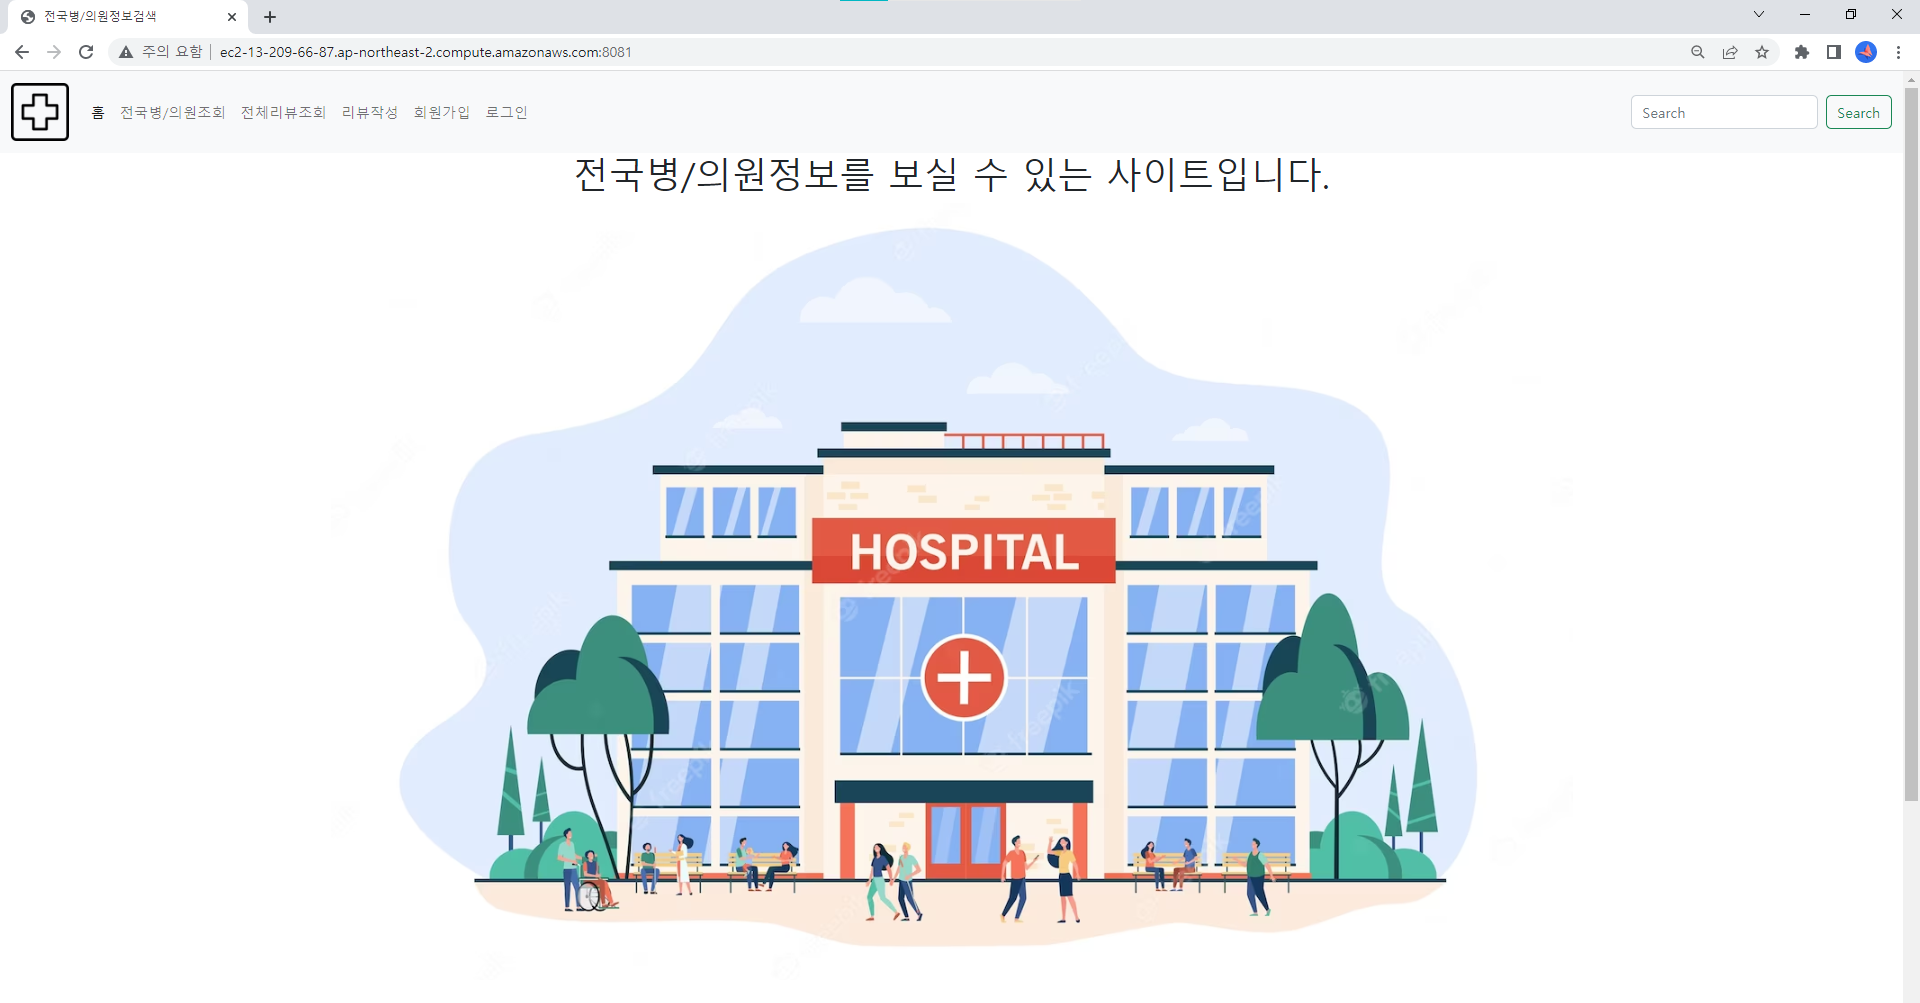 전국병/의원정보검색
주의 요함 ec2-13-209-66-87.ap-northeast-2.compute.amazonaws.com:8081
홈 전국병/의원조회 전체리뷰조회 리뷰작성 회원가입 로그인 Search Search
전국병/의원정보를 보실 수 있는 사이트입니다.
HOSPITAL
freepik